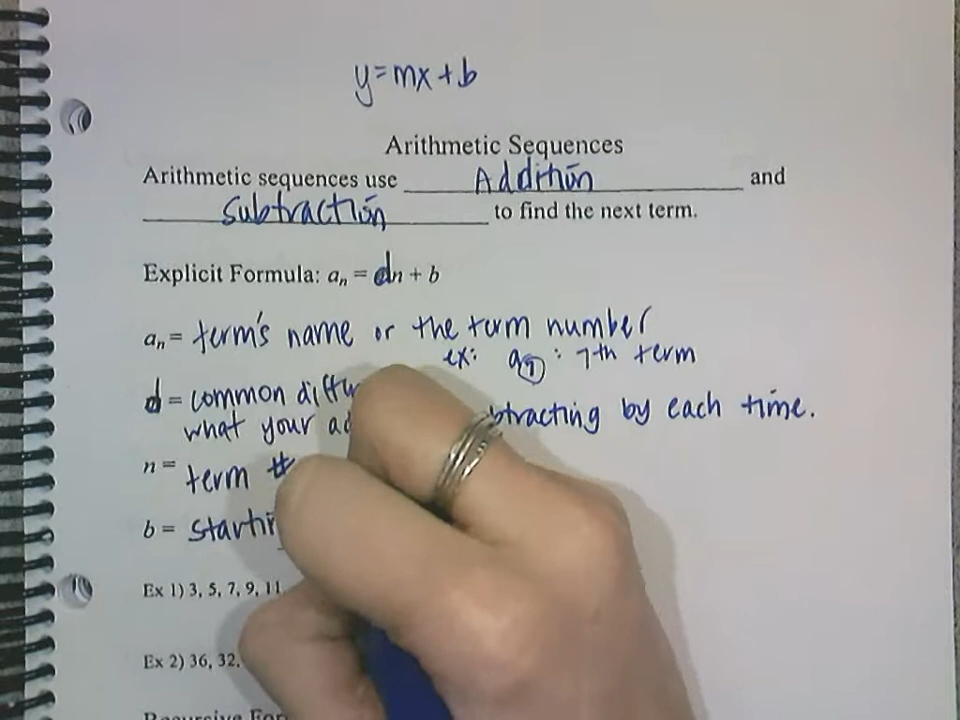 y=mx+b
Arithmetic Sequences
Arithmetic sequences use Addition and
Subtraction to find the next term.
Explicit Formula: aₙ = dn + b
aₙ = term's name or the term number
ex: a₇ : 7th term
d = common
what your btracting by each time.
n = term #
b =
Ex 1) 3, 5, 7, 9, 11
Ex 2) 36, 32,